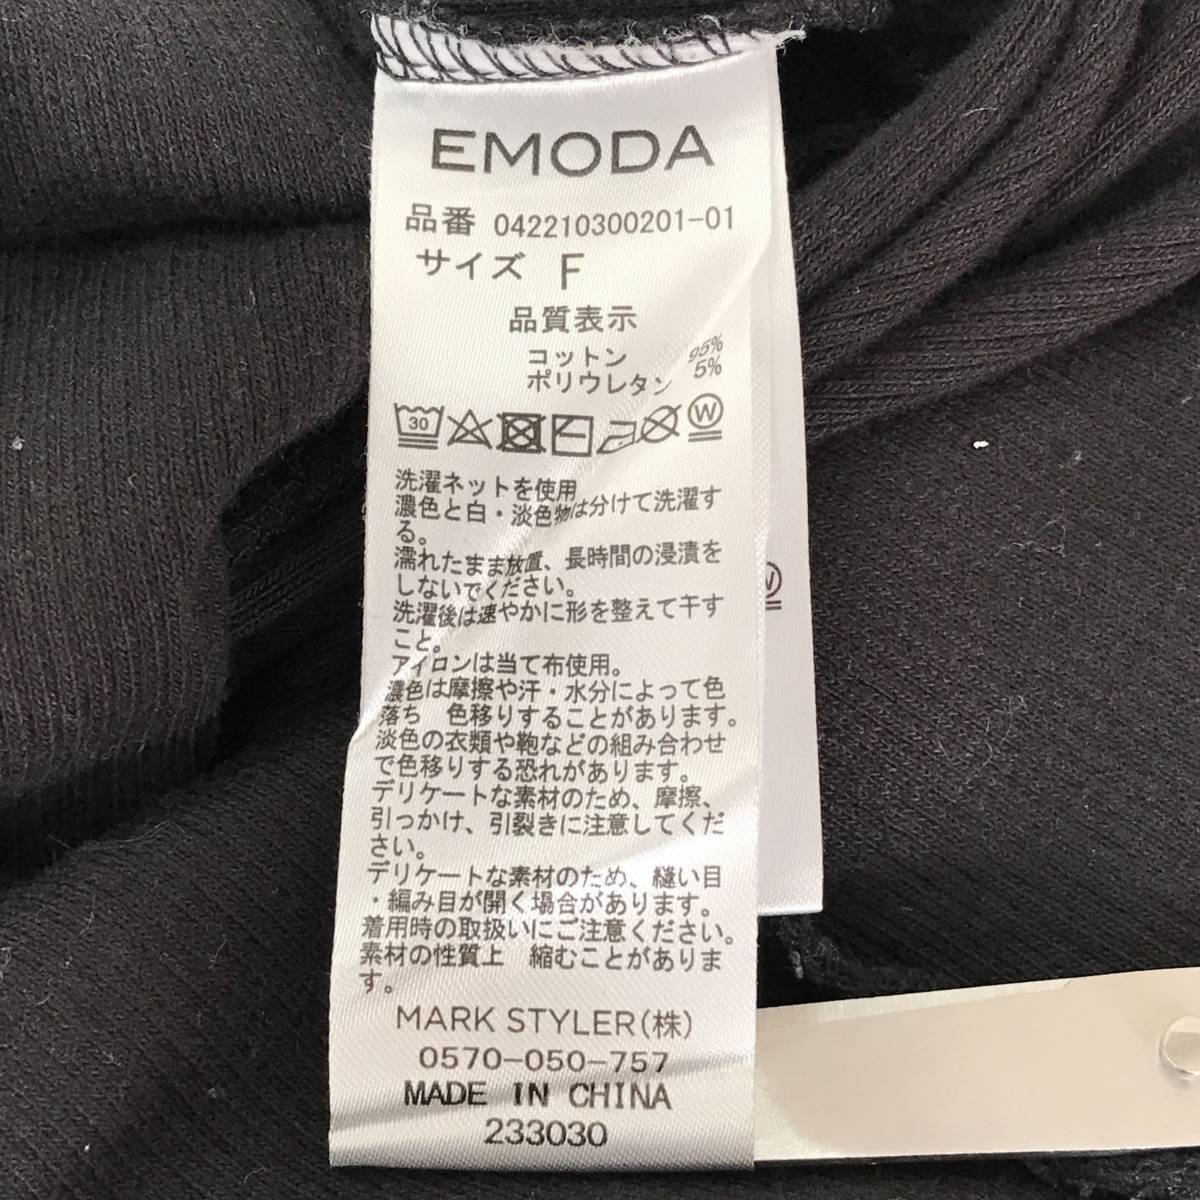 EMODA
品番 042210300201-01
サイズ F
品質表示
コットン 95%
ポリウレタン 5%
30 W
洗濯ネットを使用
濃色と白・淡色物は分けて洗濯す
る。
濡れたまま放置、長時間の浸漬を
しないでください。
洗濯後は速やかに形を整えて干す
こと。
アイロンは当て布使用。
濃色は摩擦や汗・水分によって色
落ち 色移りすることがあります。
淡色の衣類や鞄などの組み合わせ
で色移りする恐れがあります。
デリケートな素材のため、摩擦、
引っかけ、引裂きに注意してくだ
さい。
デリケートな素材のため、縫い目
・編み目が開く場合があります。
着用時の取扱いにご注意ください。
素材の性質上 縮むことがありま
す。
MARK STYLER(株)
0570-050-757
MADE IN CHINA
233030
W